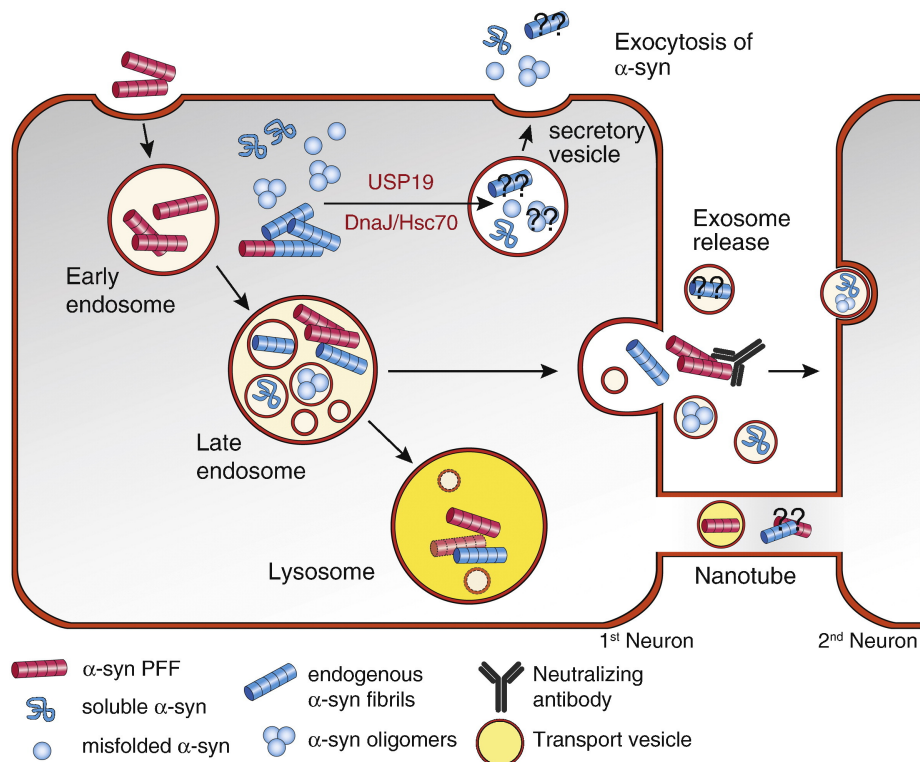 ??
Exocytosis of
α-syn
secretory
vesicle
USP19
DnaJ/Hsc70
??
??
Early
endosome
Exosome
release
??
Late
endosome
Lysosome
??
Nanotube
1st Neuron
2nd Neuron
α-syn PFF
soluble α-syn
misfolded α-syn
endogenous
α-syn fibrils
α-syn oligomers
Neutralizing
antibody
Transport vesicle